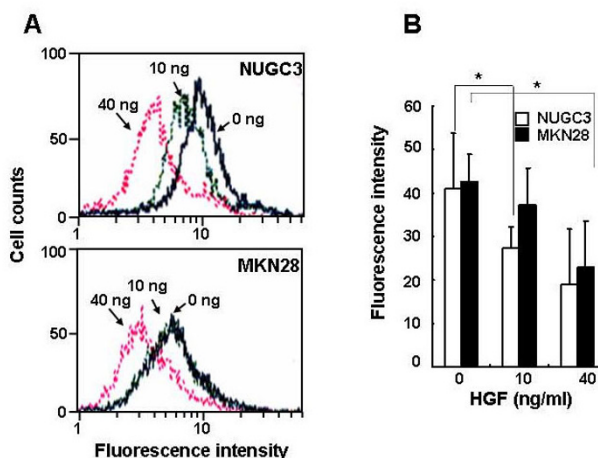 A
100
NUGC3
10 ng
40 ng
0 ng
50
0
1
10
100
MKN28
10 ng
40 ng
0 ng
50
0
1
10
Cell counts
Fluorescence intensity
B
*
*
60
NUGC3
MKN28
50
40
30
20
10
0
Fluorescence intensity
0
10
40
HGF (ng/ml)